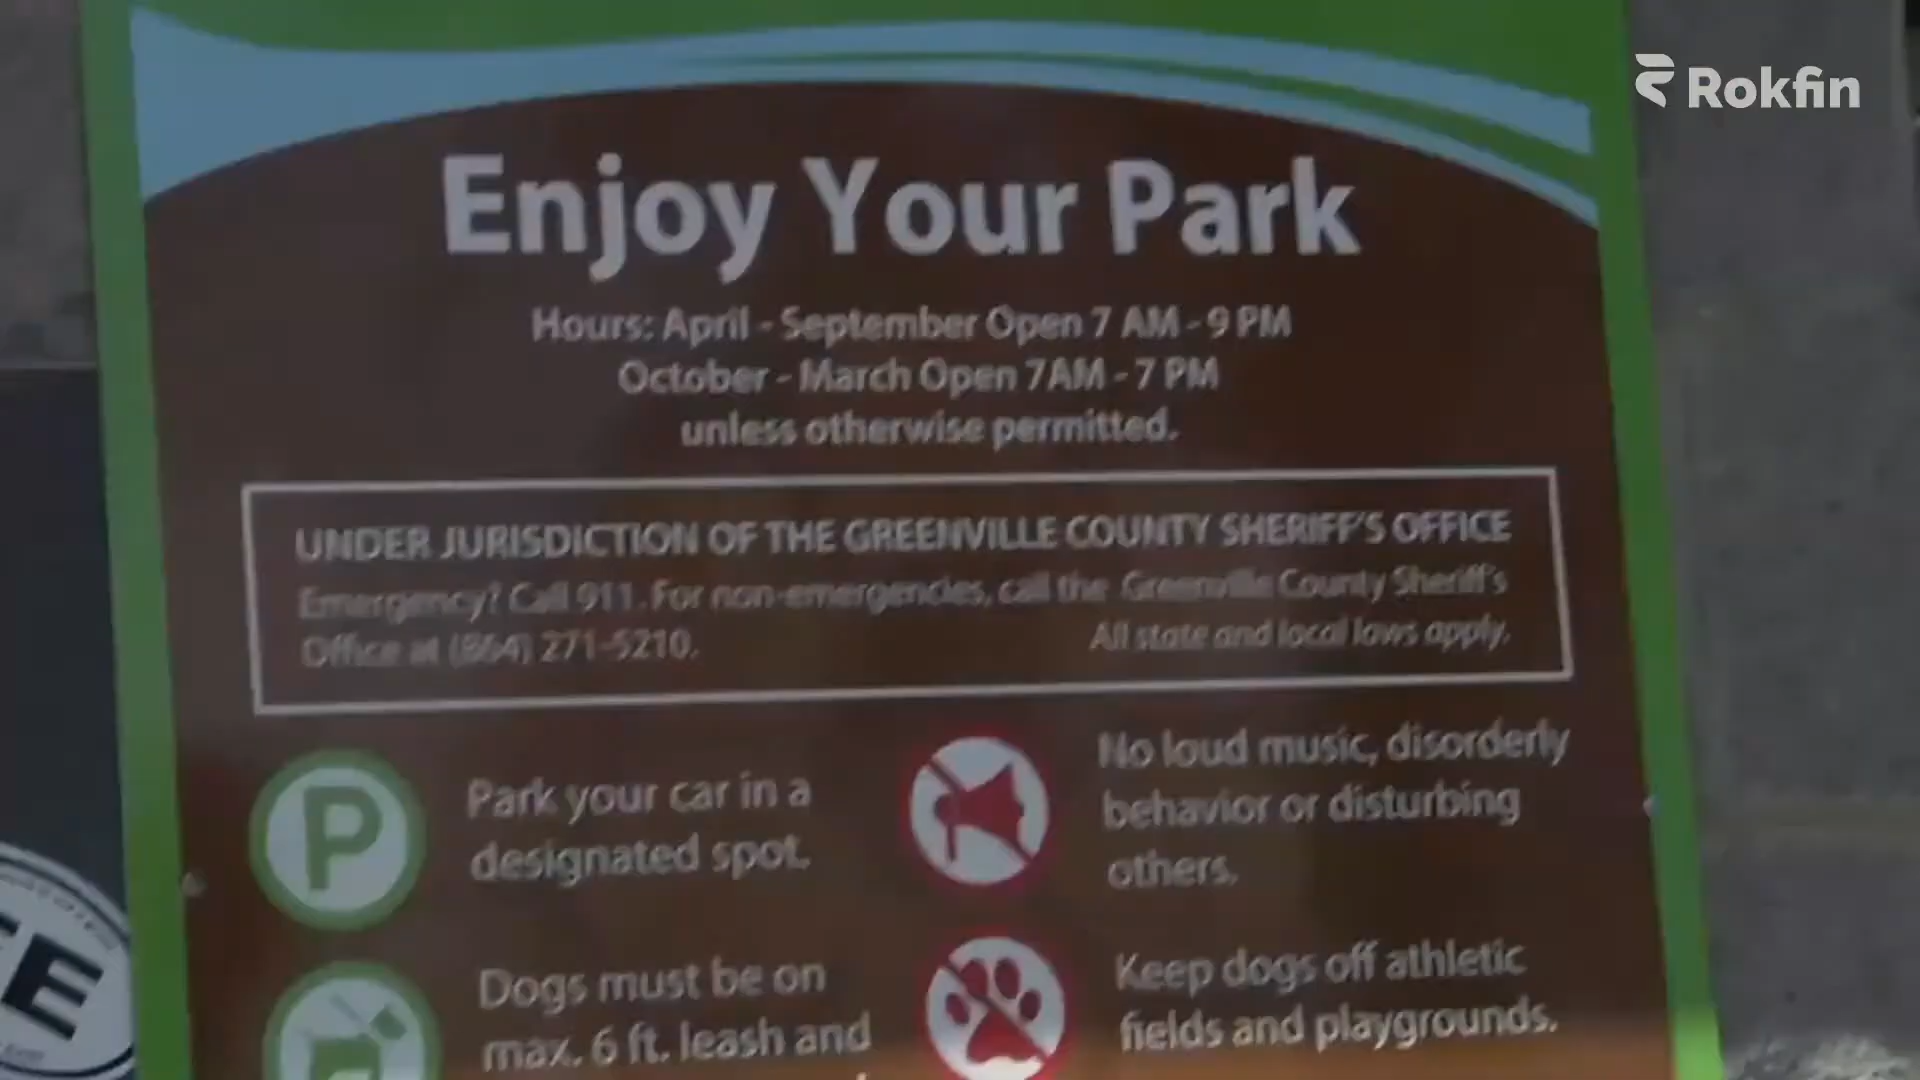 Rokfin
Enjoy Your Park
Hours: April - September Open 7 AM - 9 PM
October - March Open 7AM - 7 PM
unless otherwise permitted.
UNDER JURISDICTION OF THE GREENVILLE COUNTY SHERIFF'S OFFICE
Emergency? Call 911. For non-emergencies, call the Greenville County Sheriff's
Office at (864) 271-5210.
All state and local laws apply.
P
Park your car in a
designated spot.
No loud music, disorderly
behavior or disturbing
others.
Dogs must be on
max. 6 ft. leash and
Keep dogs off athletic
fields and playgrounds.
E